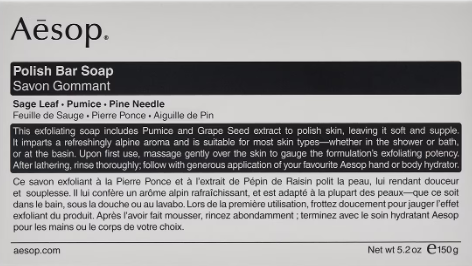 Aēsop®
Polish Bar Soap
Savon Gommant
Sage Leaf • Pumice • Pine Needle
Feuille de Sauge • Pierre Ponce • Aiguille de Pin
This exfoliating soap includes Pumice and Grape Seed extract to polish skin, leaving it soft and supple.
It imparts a refreshingly alpine aroma and is suitable for most skin types—whether in the shower or bath,
or at the basin. Upon first use, massage gently over the skin to gauge the formulation's exfoliating potency.
After lathering, rinse thoroughly; follow with generous application of your favourite Aesop hand or body hydrator.
Ce savon exfoliant à la Pierre Ponce et à l'extrait de Pépin de Raisin polit la peau, lui rendant douceur
et souplesse. Il lui confère un arôme alpin rafraîchissant, et est adapté à la plupart des peaux—que ce soit
dans le bain, sous la douche ou au lavabo. Lors de la première utilisation, frottez doucement pour jauger l'effet
exfoliant du produit. Après l'avoir fait mousser, rincez abondamment ; terminez avec le soin hydratant Aesop
pour les mains ou le corps de votre choix.
aesop.com Net wt 5.2 oz ℮150g